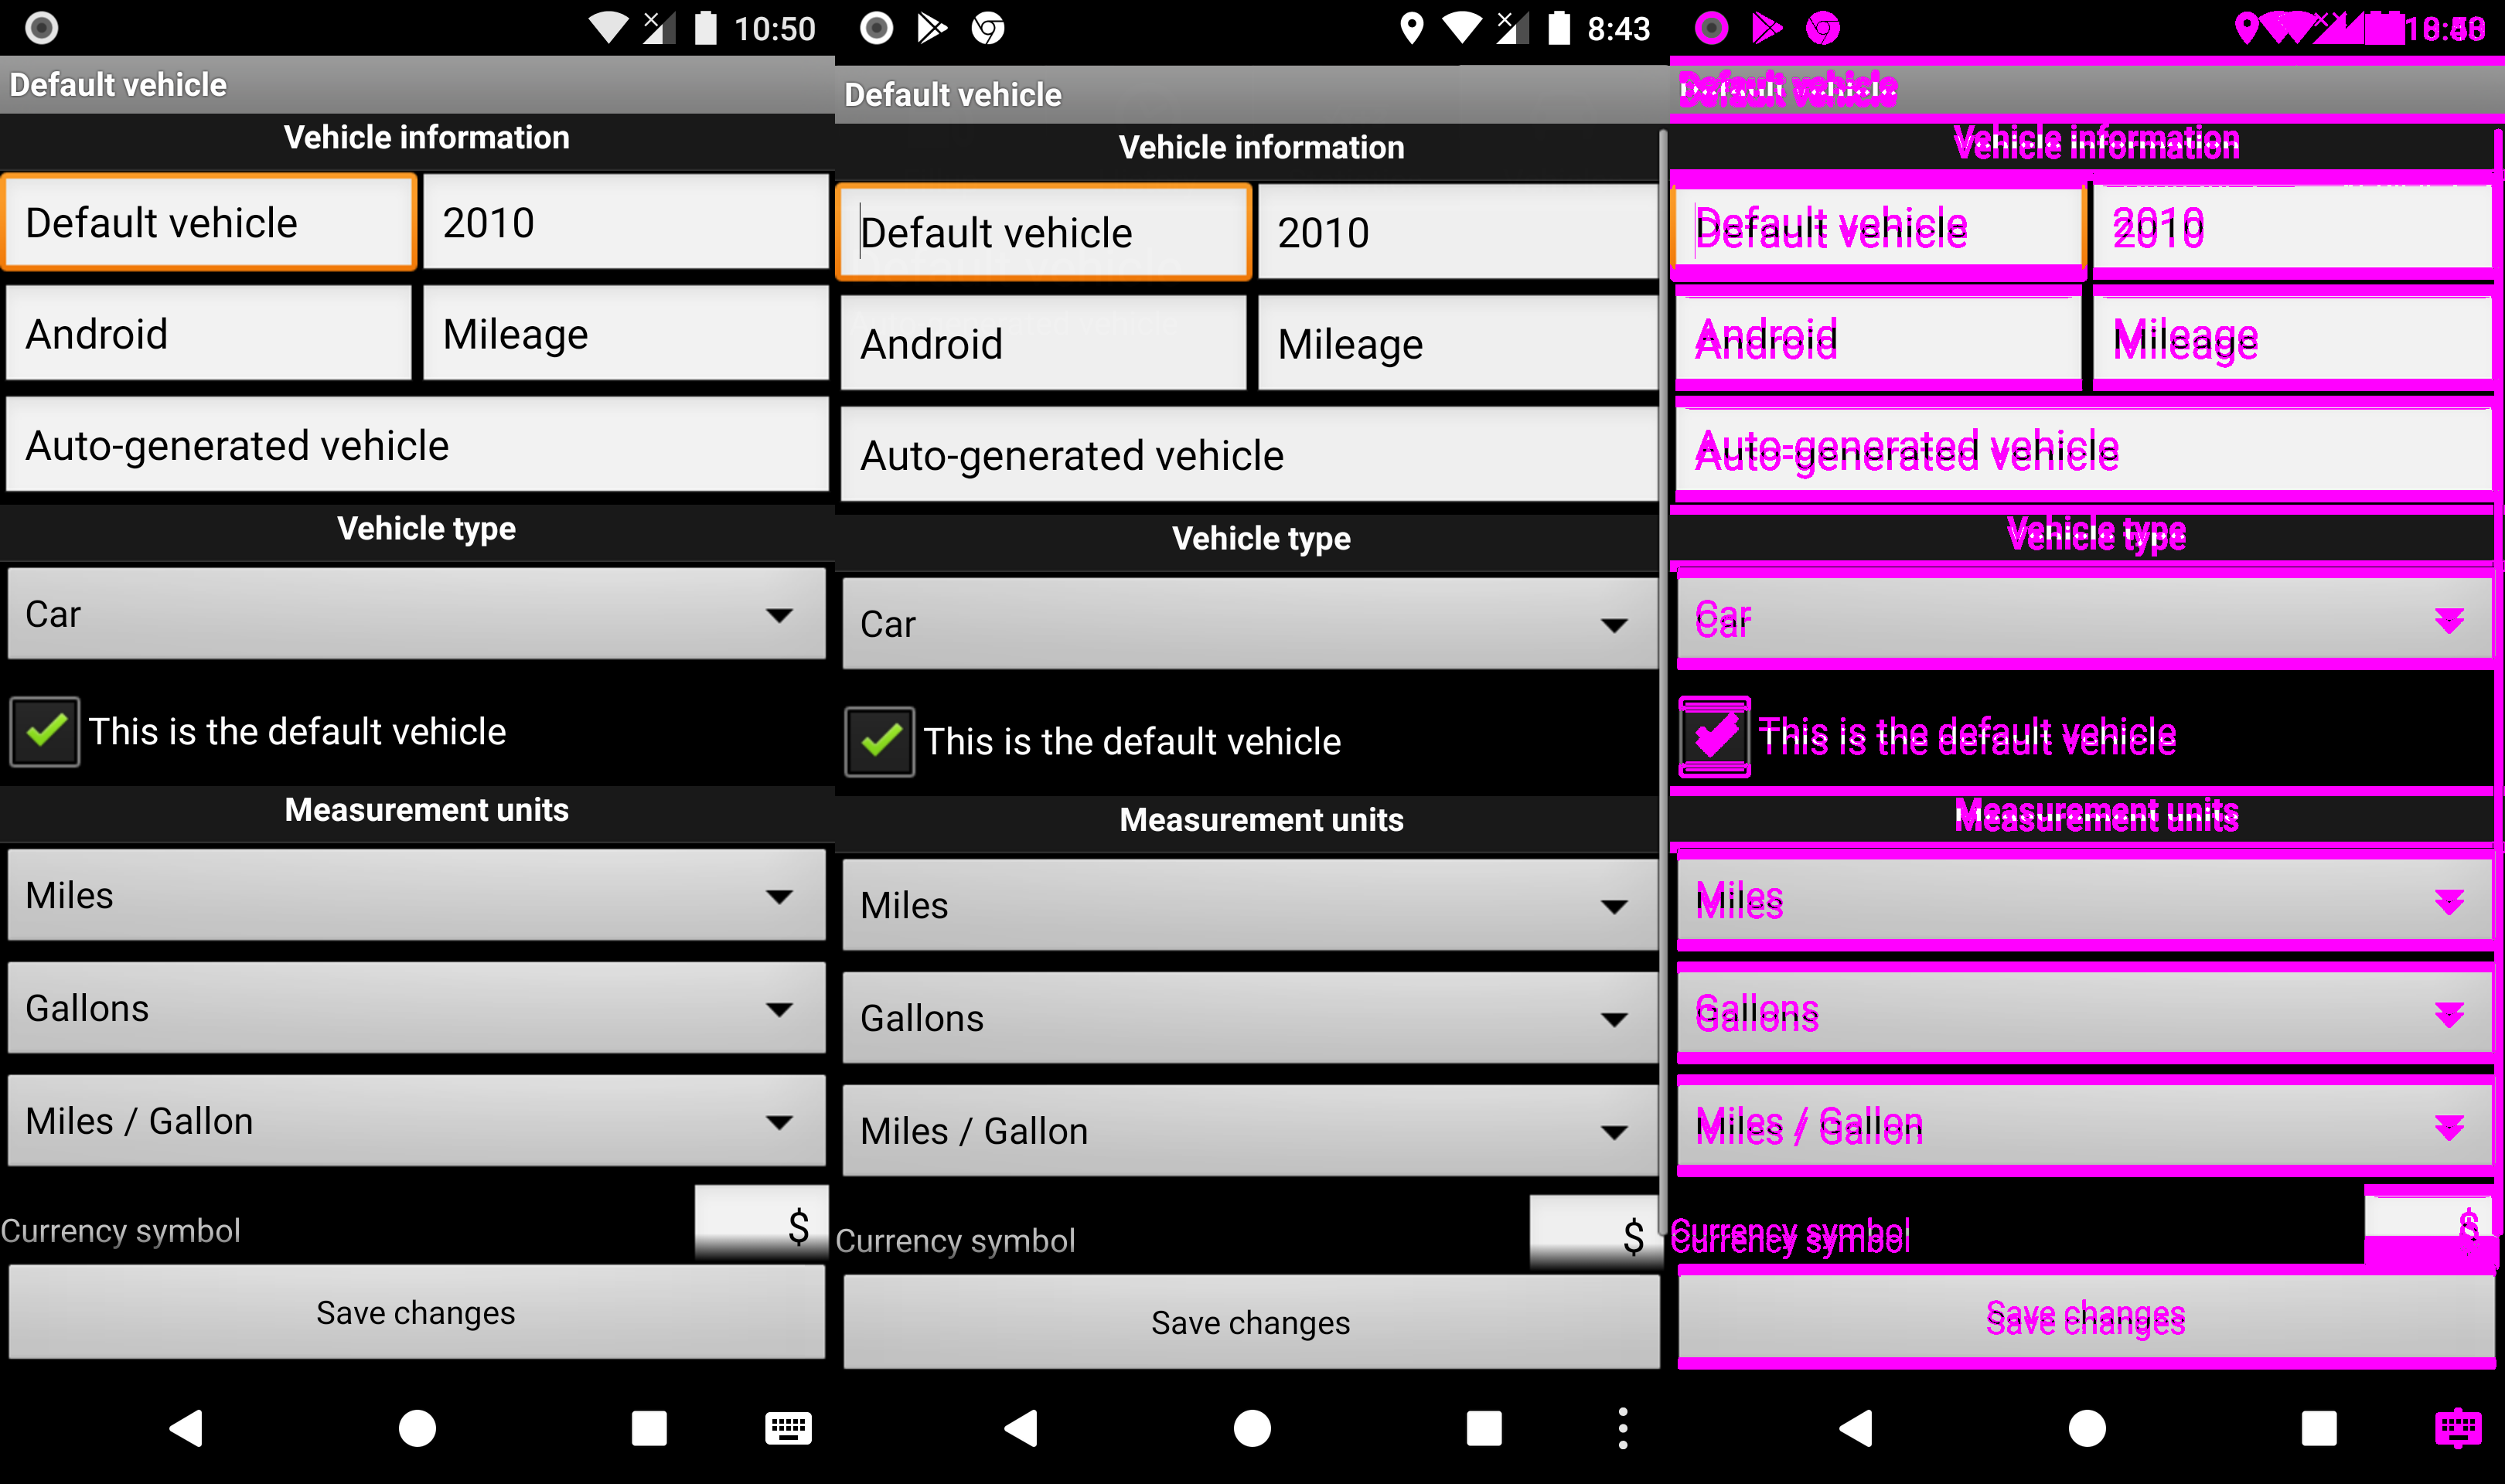 10:50
Default vehicle
Vehicle information
Default vehicle 2010
Android Mileage
Auto-generated vehicle
Vehicle type
Car
This is the default vehicle
Measurement units
Miles
Gallons
Miles / Gallon
Currency symbol $
Save changes
8:43
Default vehicle
Vehicle information
Default vehicle 2010
Android Mileage
Auto-generated vehicle
Vehicle type
Car
This is the default vehicle
Measurement units
Miles
Gallons
Miles / Gallon
Currency symbol $
Save changes
Default vehicle
Vehicle information
Default vehicle 2010
Android Mileage
Auto-generated vehicle
Vehicle type
Car
This is the default vehicle
Measurement units
Miles
Gallons
Miles / Gallon
Currency symbol $
Save changes